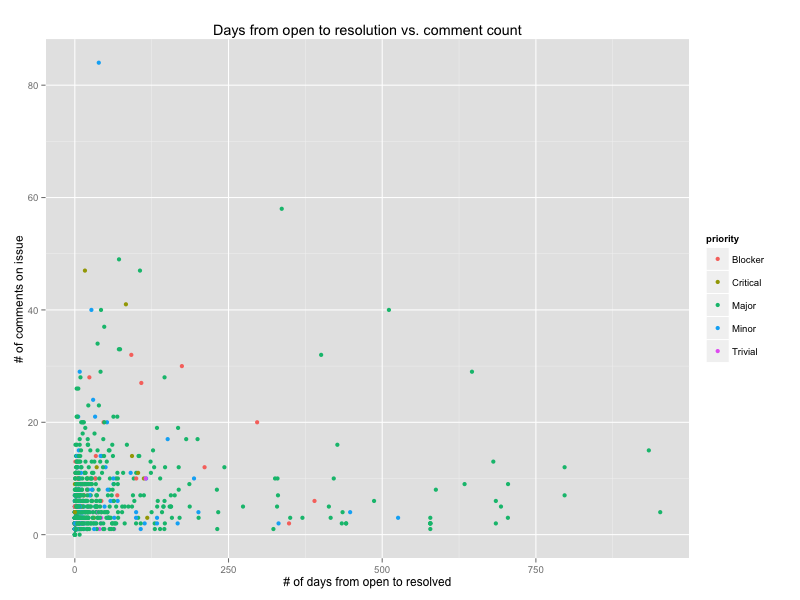 Days from open to resolution vs. comment count
# of comments on issue
80
60
40
20
0
0
250
500
750
# of days from open to resolved
priority
Blocker
Critical
Major
Minor
Trivial